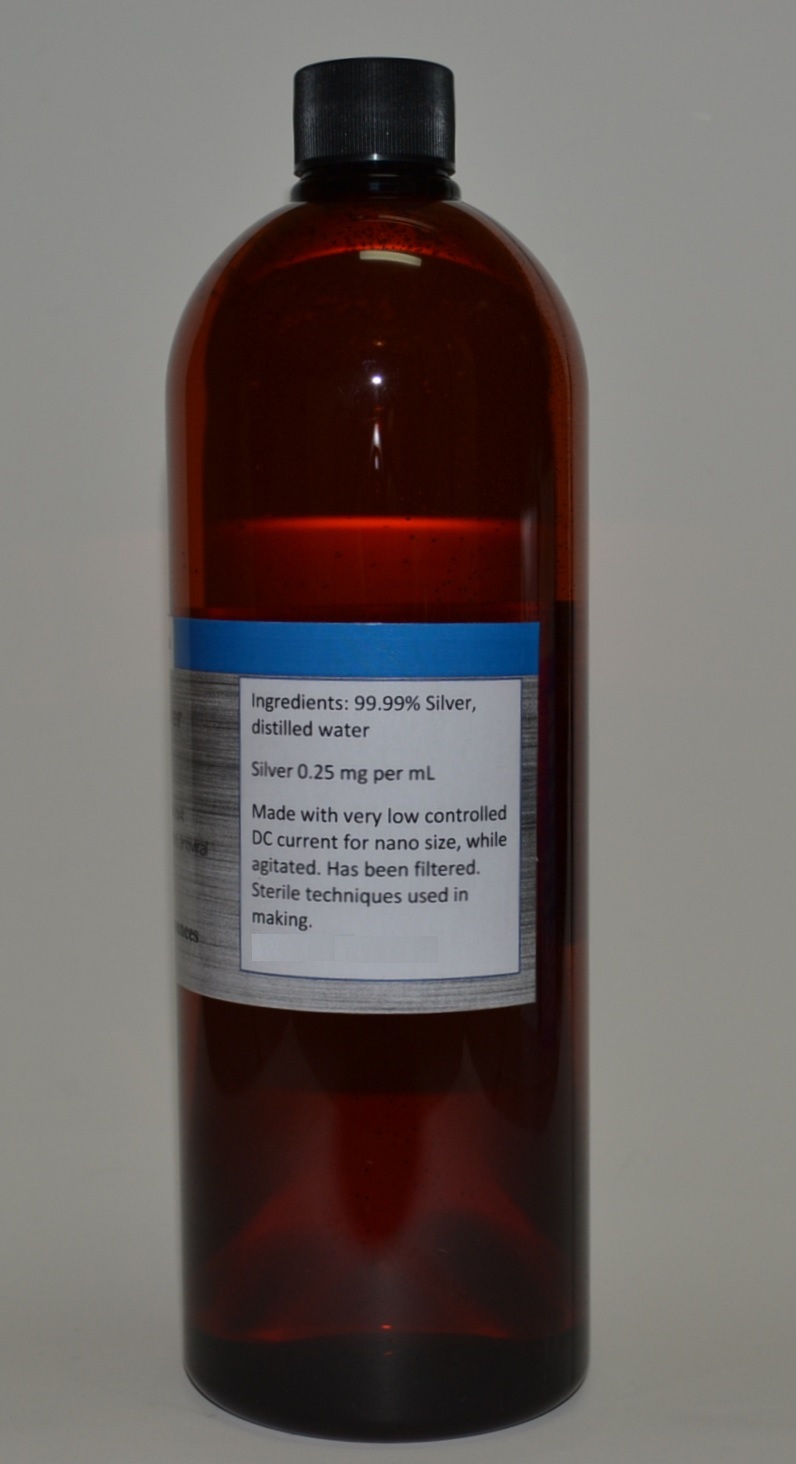 Ingredients: 99.99% Silver,
distilled water
Silver 0.25 mg per mL
Made with very low controlled
DC current for nano size, while
agitated. Has been filtered.
Sterile techniques used in
making.